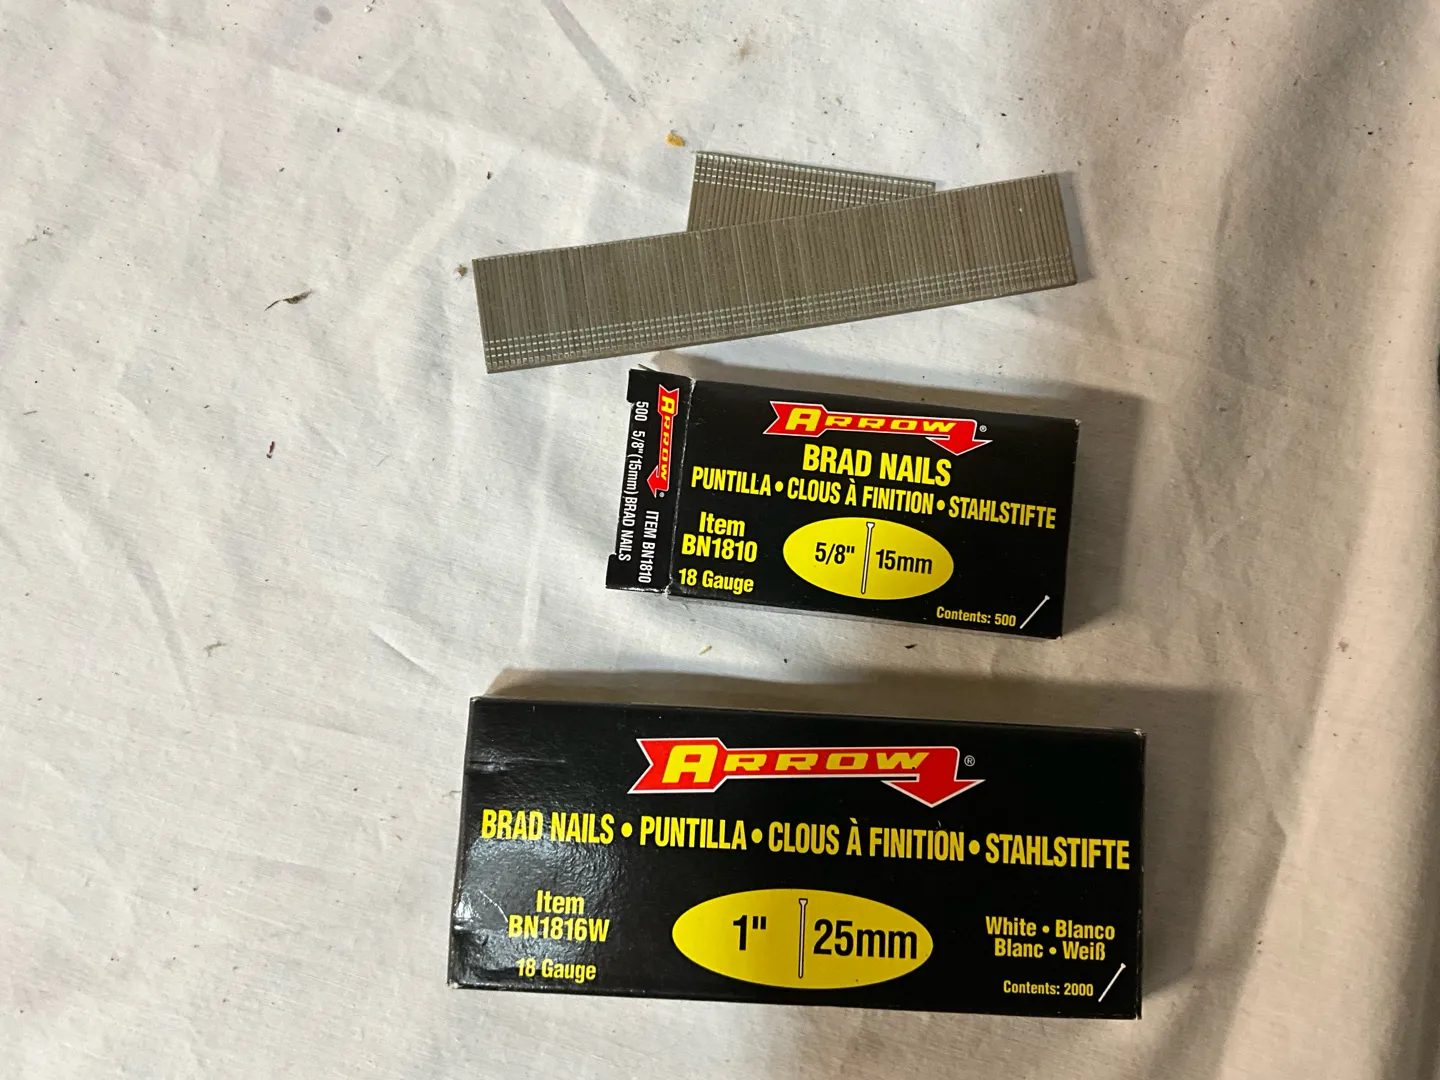 ARROW®
500 5/8" (15mm) BRAD NAILS
ITEM BN1810
ARROW®
BRAD NAILS
PUNTILLA • CLOUS À FINITION • STAHLSTIFTE
Item
BN1810
18 Gauge
5/8" 15mm
Contents: 500
ARROW®
BRAD NAILS • PUNTILLA • CLOUS À FINITION • STAHLSTIFTE
Item
BN1816W
18 Gauge
1" 25mm
White • Blanco
Blanc • Weiß
Contents: 2000